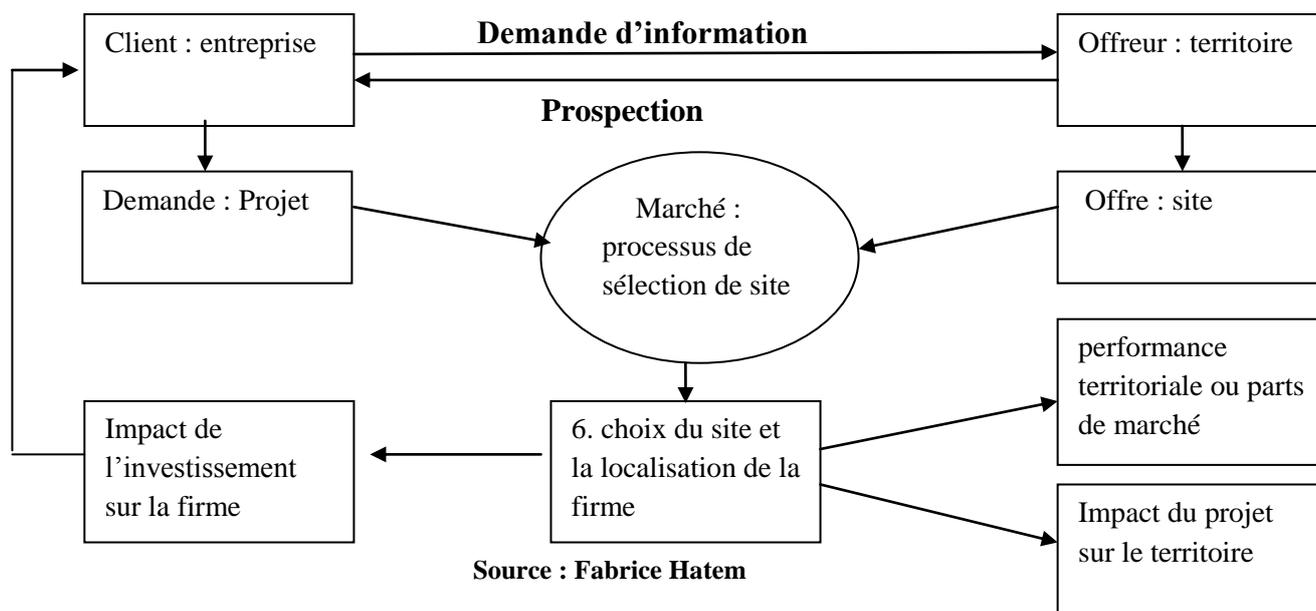 Client : entreprise
Demande d’information
Offreur : territoire
Prospection
Demande : Projet
Marché :
processus de
sélection de site
Offre : site
performance
territoriale ou parts
de marché
Impact de
l’investissement
sur la firme
6. choix du site et
la localisation de la
firme
Impact du projet
sur le territoire
Source : Fabrice Hatem